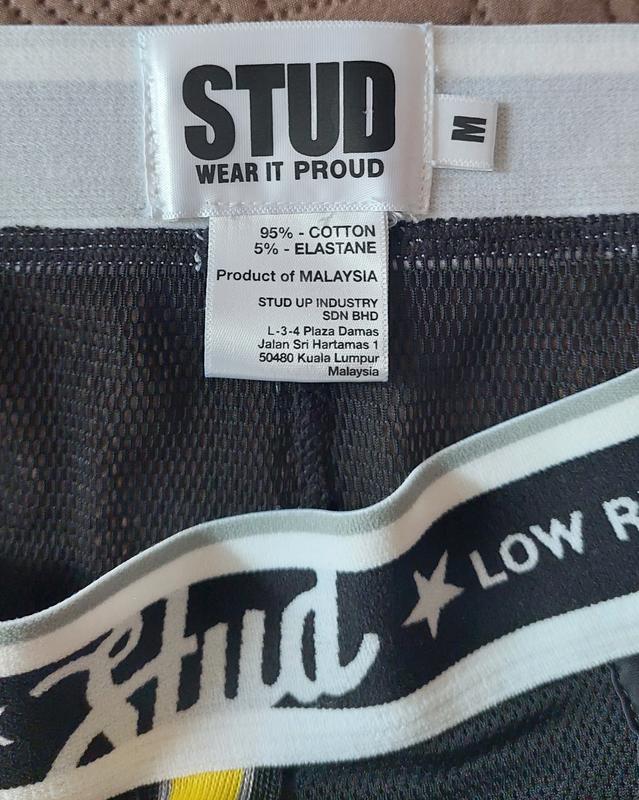 STUD
WEAR IT PROUD
M
95% - COTTON
5% - ELASTANE
Product of MALAYSIA
STUD UP INDUSTRY
SDN BHD
L-3-4 Plaza Damas
Jalan Sri Hartamas 1
50480 Kuala Lumpur
Malaysia
Stud ★ LOW